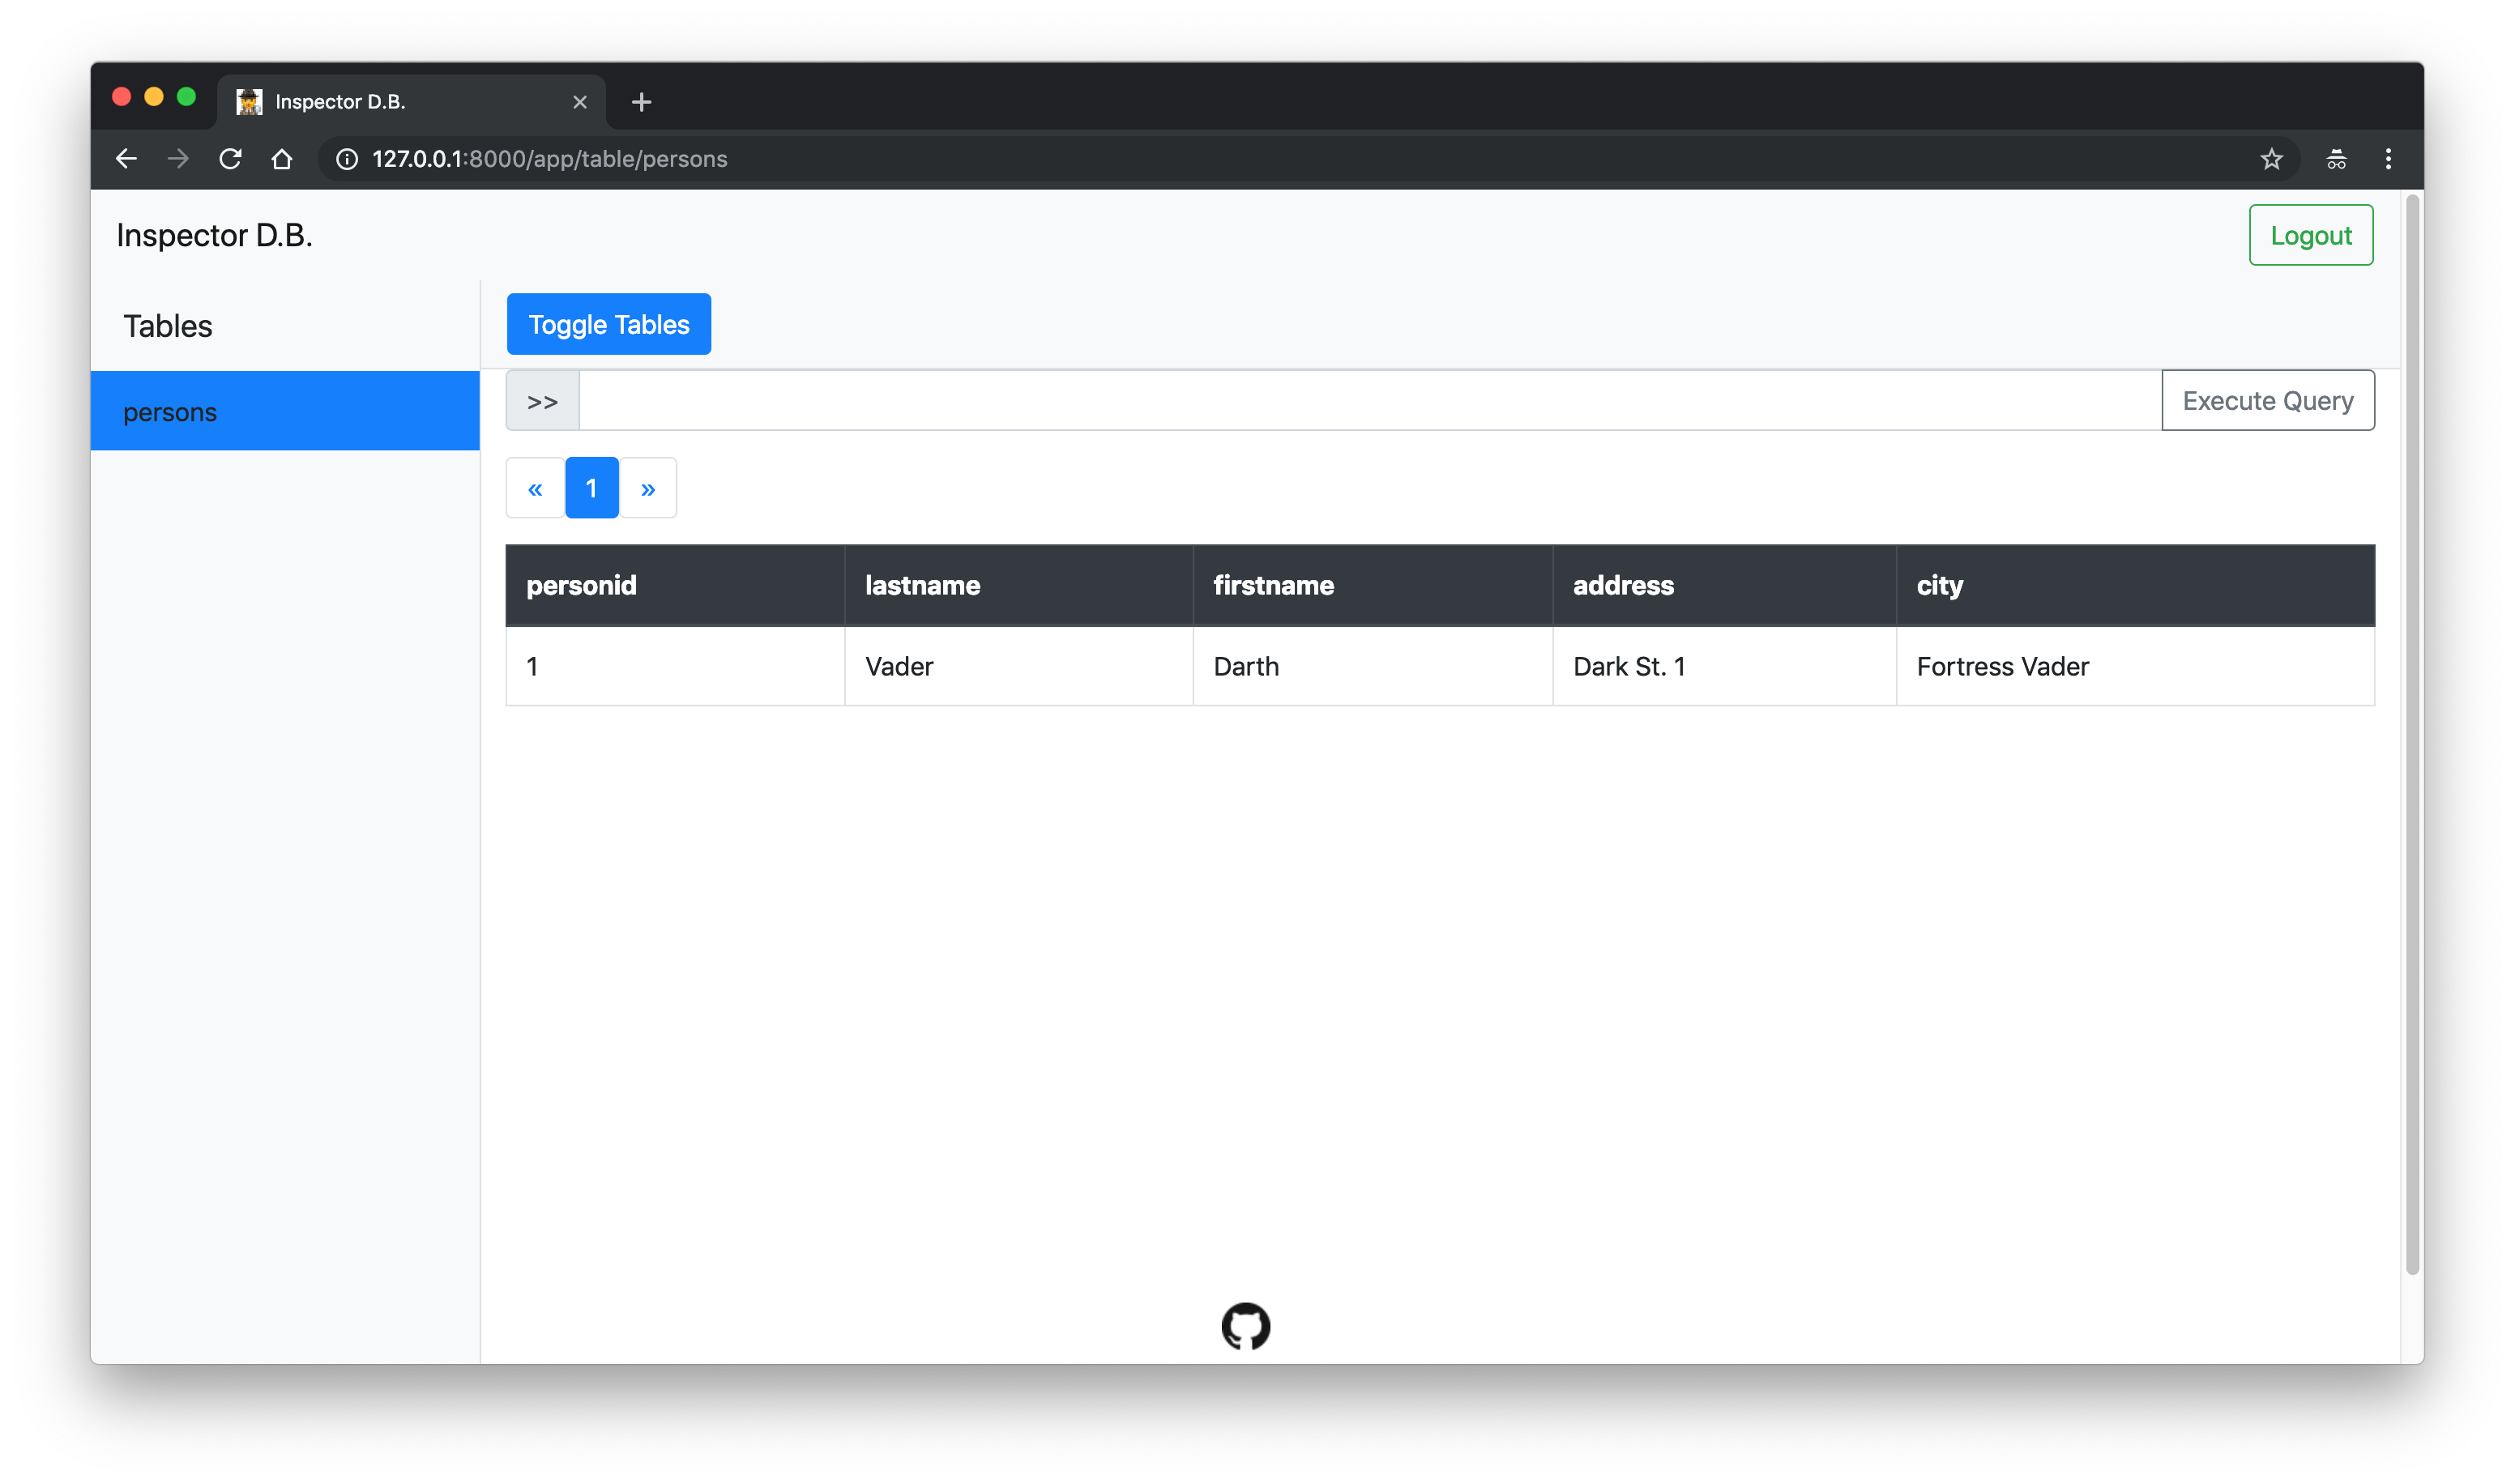 Inspector D.B.
127.0.0.1:8000/app/table/persons
Inspector D.B.
Logout
Tables
Toggle Tables
persons
>>
Execute Query
« 1 »
personid lastname firstname address city
1 Vader Darth Dark St. 1 Fortress Vader